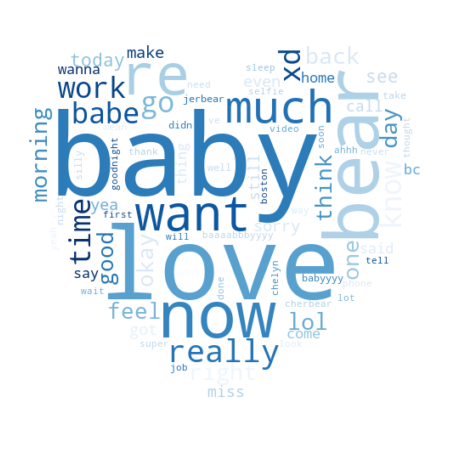 make
today
wanna
work
babe
morning
re
go
xd
sleep
even
selfie
back
home
see
need
jerbear
much
call
take
day
bear
baby
didn
ve
video
soon
ahhh
never
thought
bc
silly
goodnight
thank
thing
well
still
think
know
boston
night
yea
first
want
way
sorry
one
said
time
okay
will
baaaabbbyyyy
tell
yeah
good
say
love
wait
done
chelyn
babyyyy
phone
lot
feel
got
now
cherbear
lol
come
super
really
look
job
right
miss